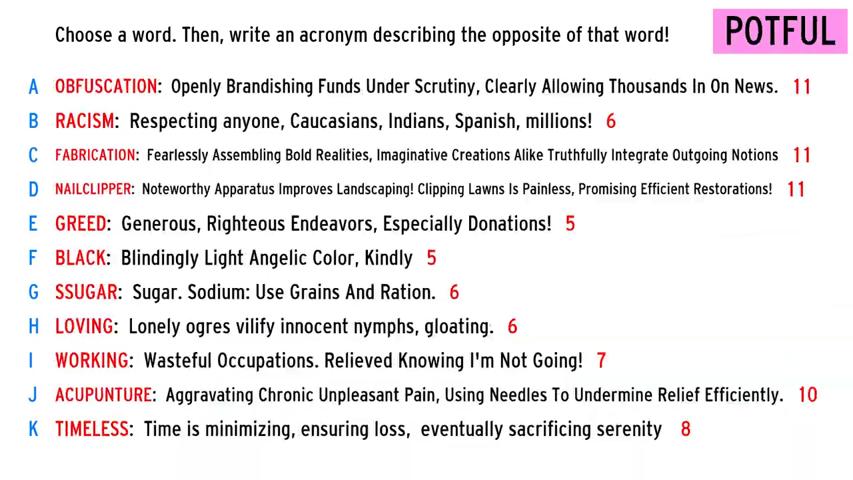 Choose a word. Then, write an acronym describing the opposite of that word! POTFUL
A OBFUSCATION: Openly Brandishing Funds Under Scrutiny, Clearly Allowing Thousands In On News. 11
B RACISM: Respecting anyone, Caucasians, Indians, Spanish, millions! 6
C FABRICATION: Fearlessly Assembling Bold Realities, Imaginative Creations Alike Truthfully Integrate Outgoing Notions 11
D NAILCLIPPER: Noteworthy Apparatus Improves Landscaping! Clipping Lawns Is Painless, Promising Efficient Restorations! 11
E GREED: Generous, Righteous Endeavors, Especially Donations! 5
F BLACK: Blindingly Light Angelic Color, Kindly 5
G SSUGAR: Sugar. Sodium: Use Grains And Ration. 6
H LOVING: Lonely ogres vilify innocent nymphs, gloating. 6
I WORKING: Wasteful Occupations. Relieved Knowing I'm Not Going! 7
J ACUPUNTURE: Aggravating Chronic Unpleasant Pain, Using Needles To Undermine Relief Efficiently. 10
K TIMELESS: Time is minimizing, ensuring loss, eventually sacrificing serenity 8